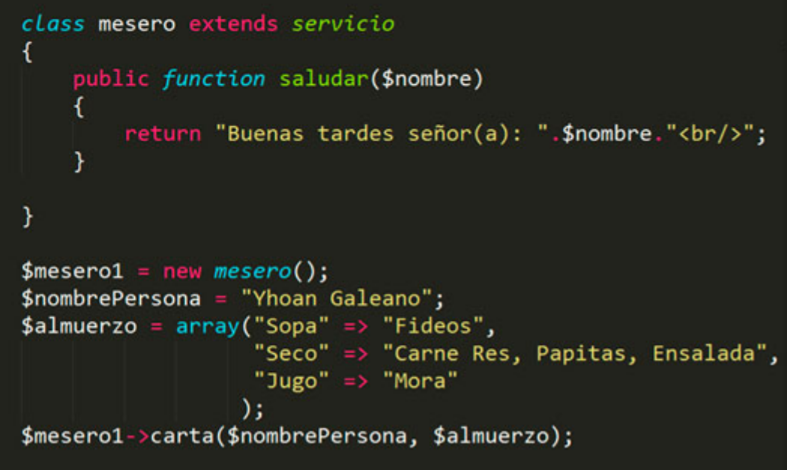 class mesero extends servicio
{
    public function saludar($nombre)
    {
        return "Buenas tardes señor(a): ".$nombre."<br/>";
    }
}
$mesero1 = new mesero();
$nombrePersona = "Yhoan Galeano";
$almuerzo = array("Sopa" => "Fideos",
                  "Seco" => "Carne Res, Papitas, Ensalada",
                  "Jugo" => "Mora"
                 );
$mesero1->carta($nombrePersona, $almuerzo);